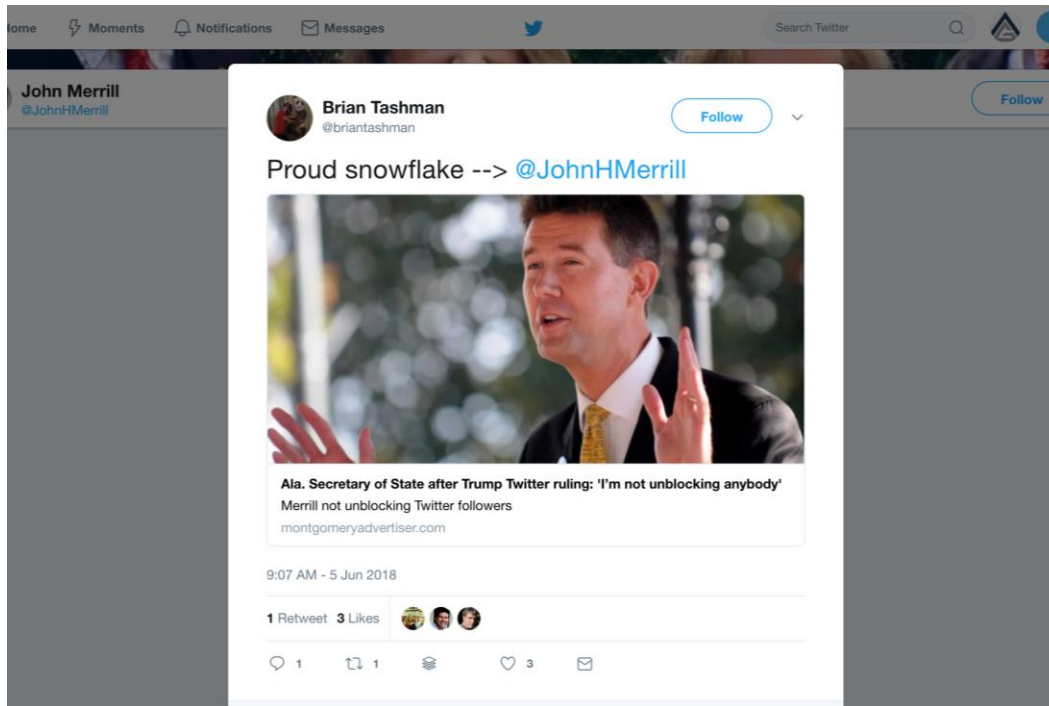 Home Moments Notifications Messages Search Twitter
John Merrill
@JohnHMerrill
Follow
Brian Tashman
@briantashman
Follow
Proud snowflake --> @JohnHMerrill
Ala. Secretary of State after Trump Twitter ruling: 'I'm not unblocking anybody'
Merrill not unblocking Twitter followers
montgomeryadvertiser.com
9:07 AM - 5 Jun 2018
1 Retweet 3 Likes
1 1 3